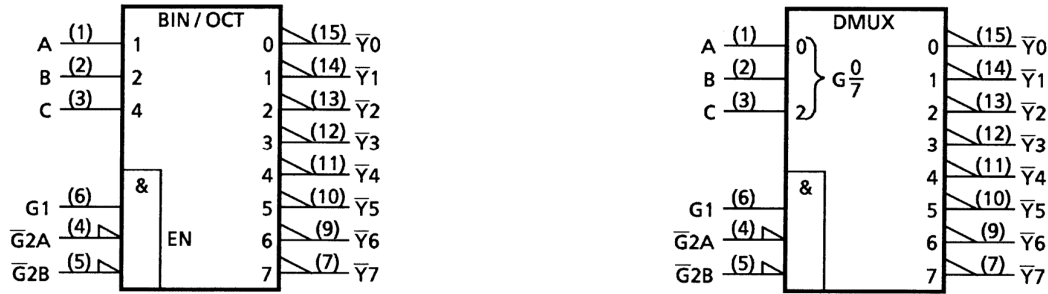 BIN / OCT
A (1) 1 0 (15) Y̅0
B (2) 2 1 (14) Y̅1
C (3) 4 2 (13) Y̅2
3 (12) Y̅3
4 (11) Y̅4
&
G1 (6) 5 (10) Y̅5
G̅2A (4) EN 6 (9) Y̅6
G̅2B (5) 7 (7) Y̅7
DMUX
A (1) 0 0 (15) Y̅0
B (2) G 0/7 1 (14) Y̅1
C (3) 2 2 (13) Y̅2
3 (12) Y̅3
4 (11) Y̅4
&
G1 (6) 5 (10) Y̅5
G̅2A (4) 6 (9) Y̅6
G̅2B (5) 7 (7) Y̅7